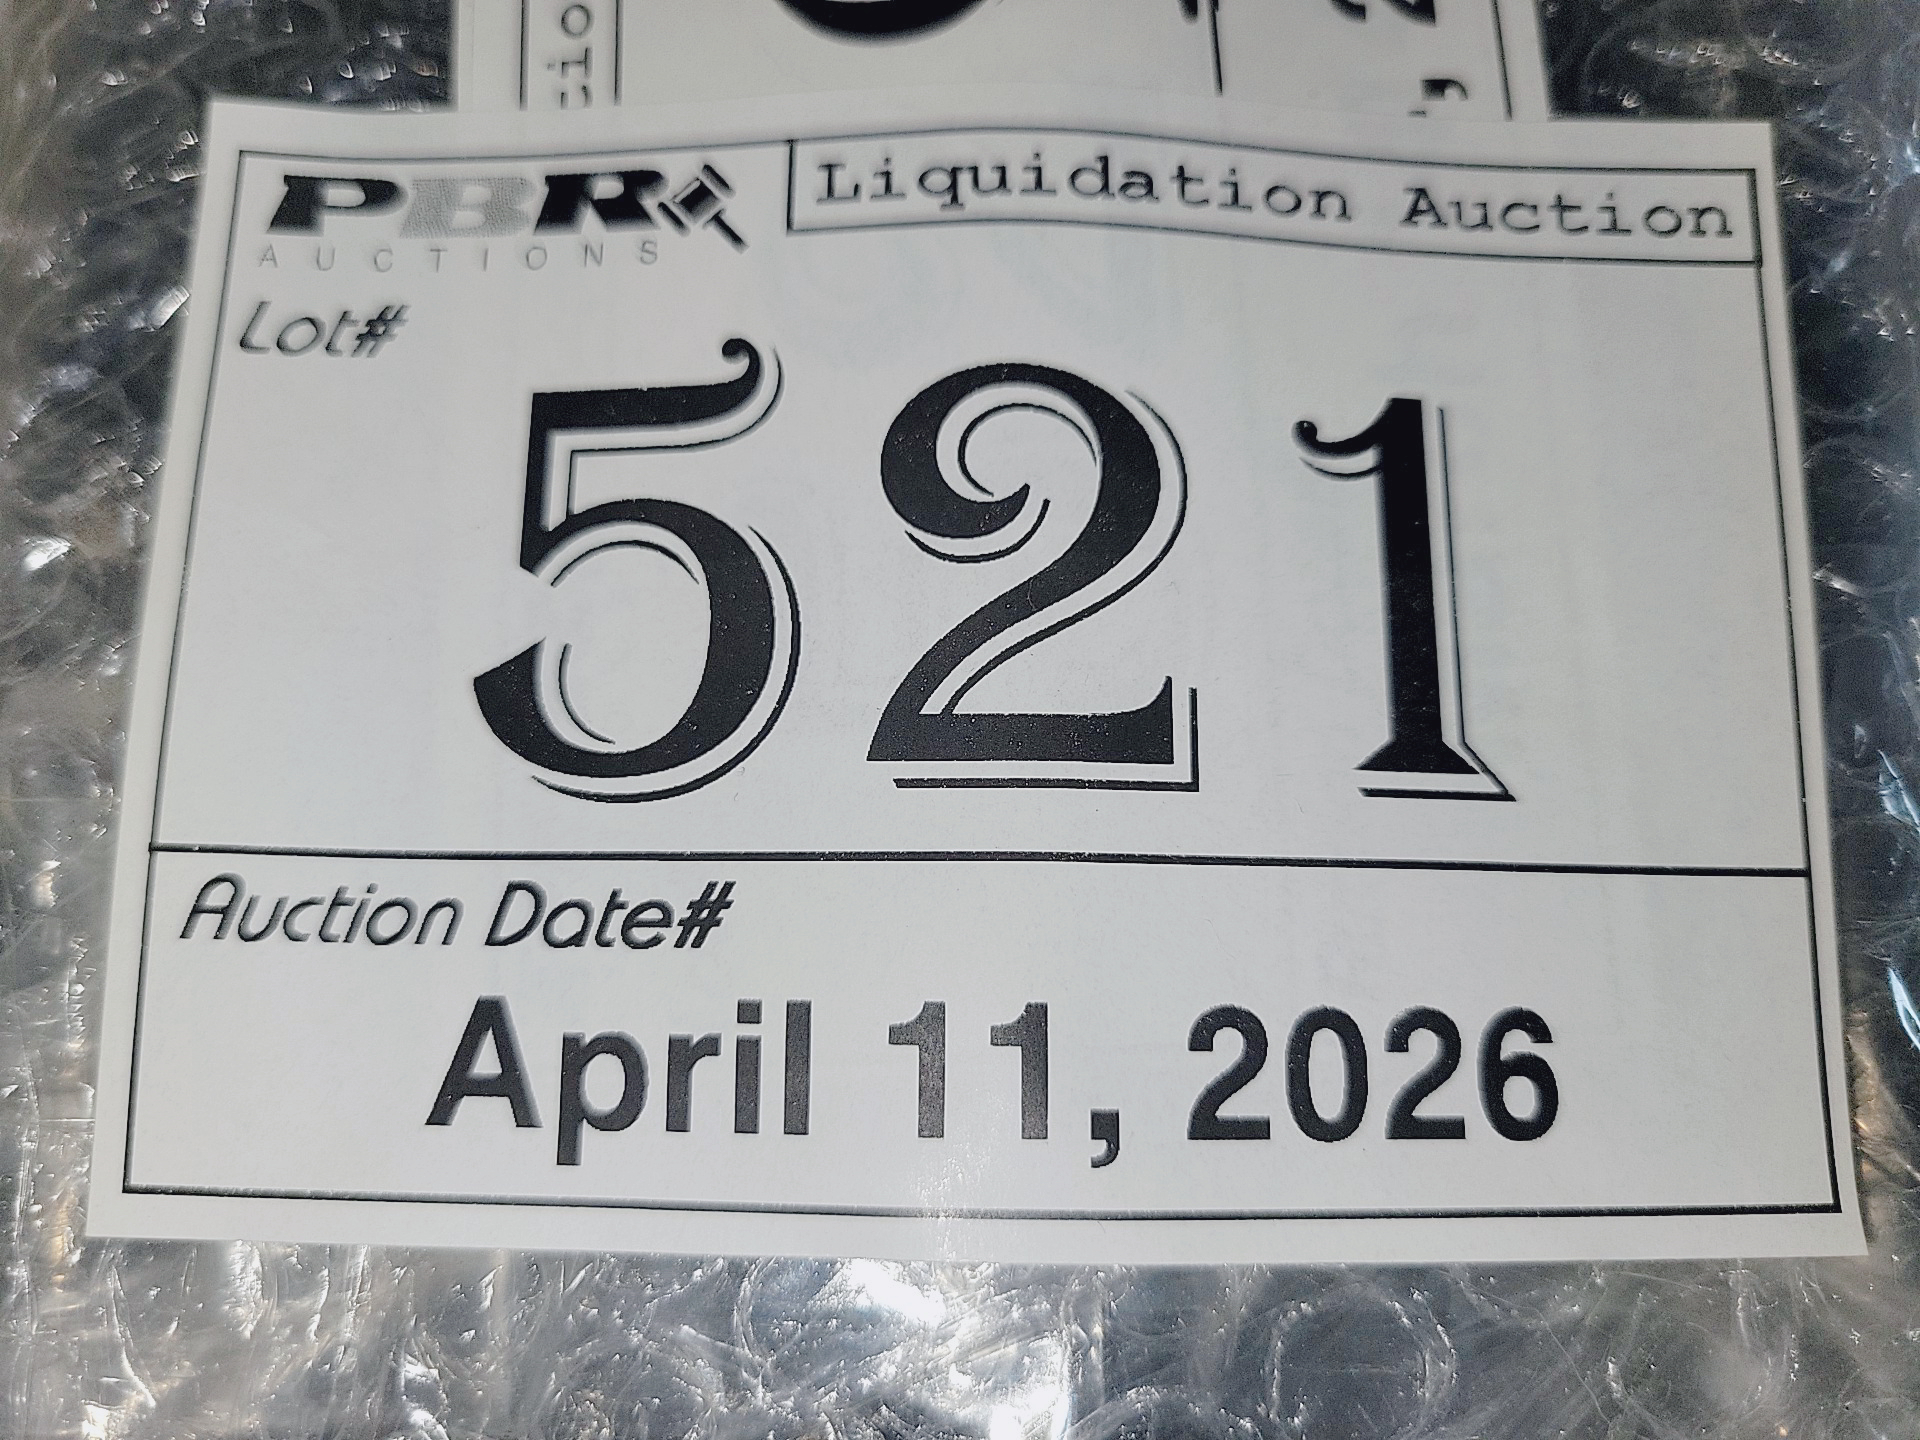 PBR
AUCTIONS
Liquidation Auction
Lot#
521
Auction Date#
April 11, 2026